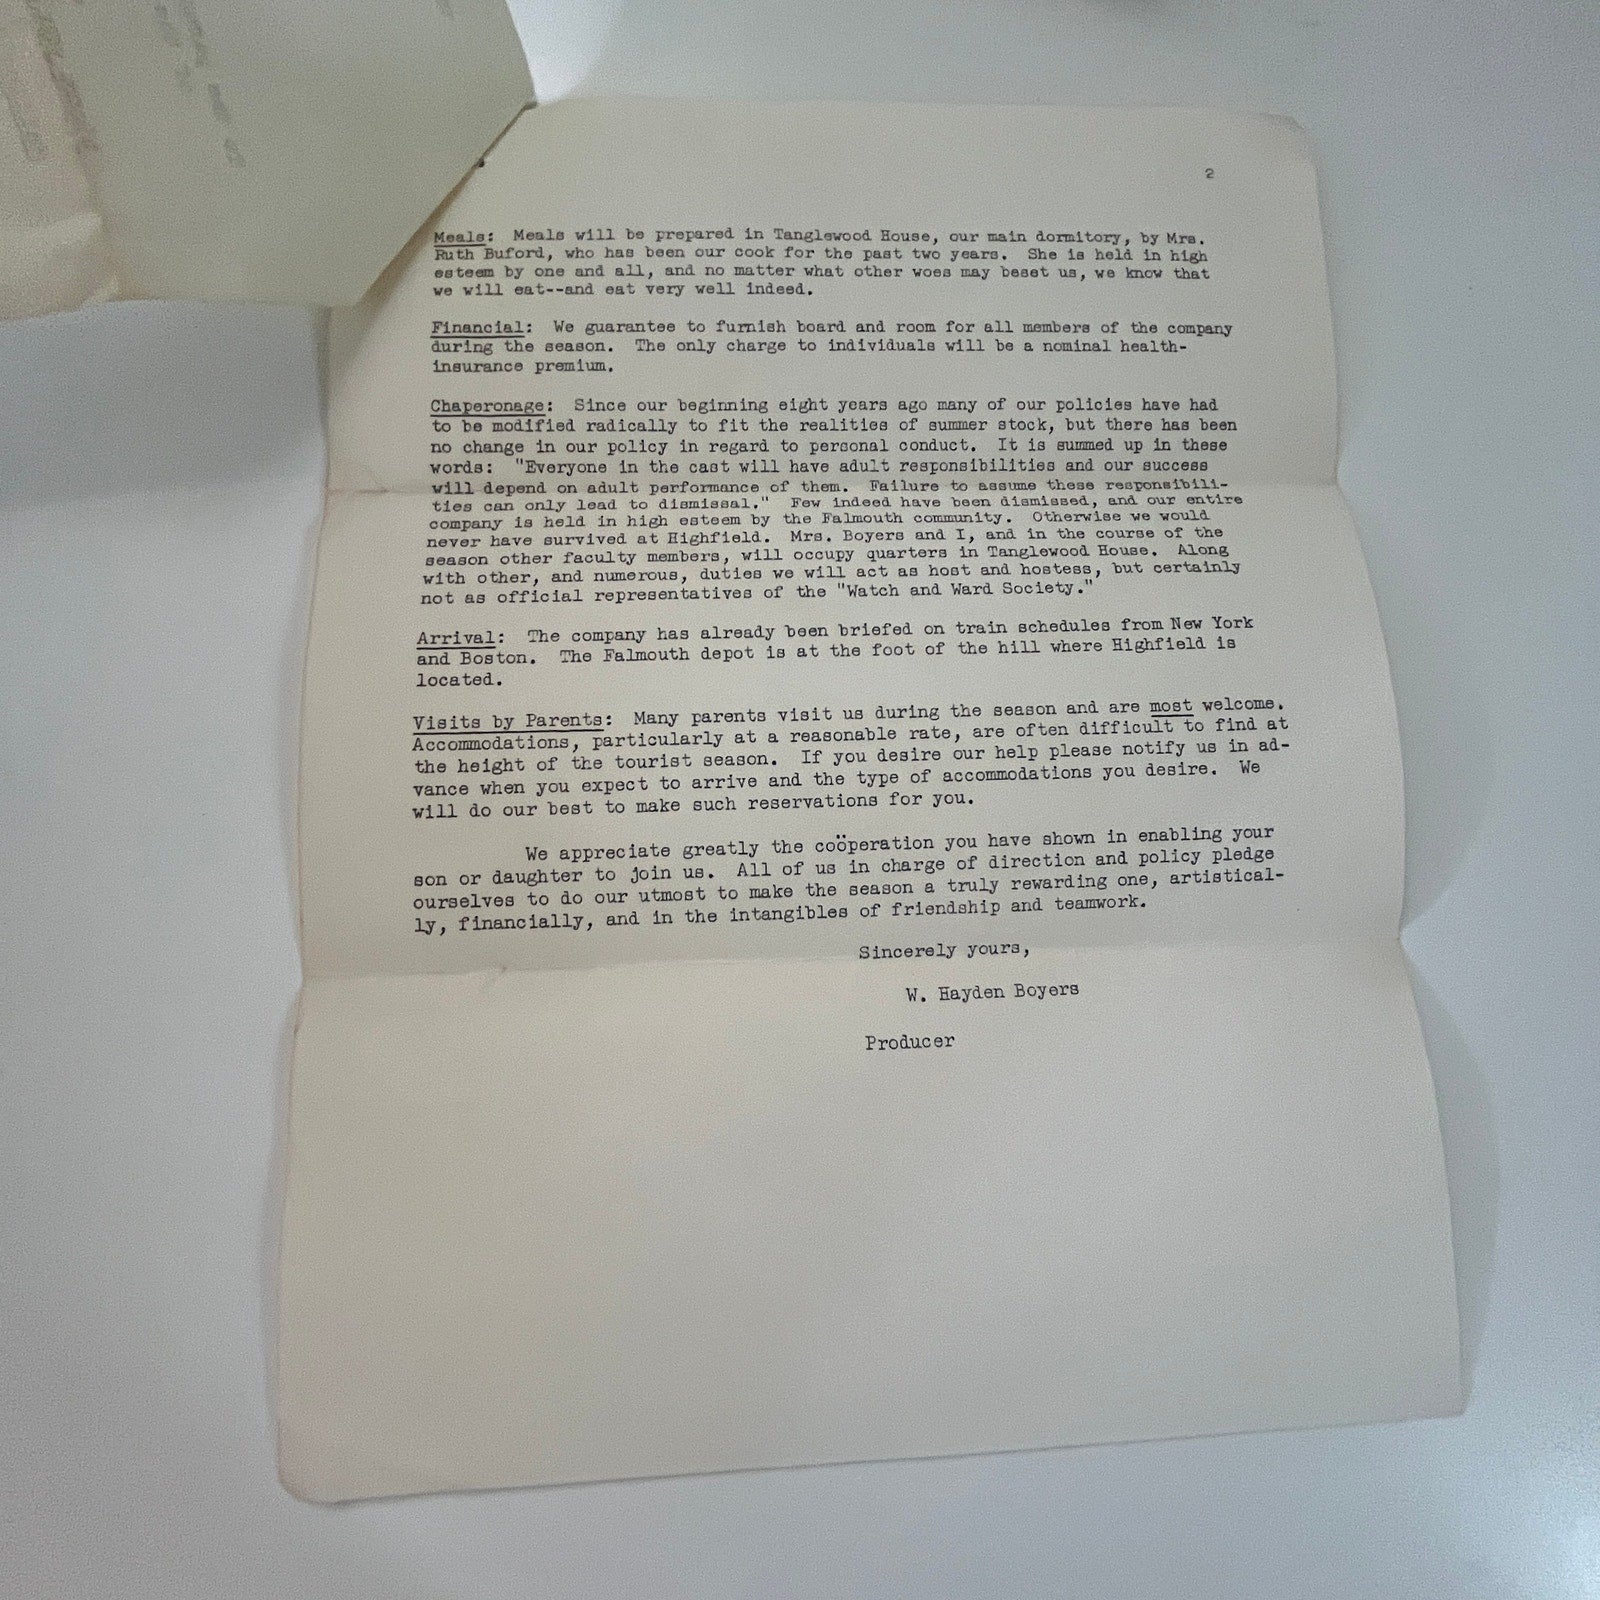 2
Meals: Meals will be prepared in Tanglewood House, our main dormitory, by Mrs.
Ruth Buford, who has been our cook for the past two years. She is held in high
esteem by one and all, and no matter what other woes may beset us, we know that
we will eat--and eat very well indeed.
Financial: We guarantee to furnish board and room for all members of the company
during the season. The only charge to individuals will be a nominal health-
insurance premium.
Chaperonage: Since our beginning eight years ago many of our policies have had
to be modified radically to fit the realities of summer stock, but there has been
no change in our policy in regard to personal conduct. It is summed up in these
words: "Everyone in the cast will have adult responsibilities and our success
will depend on adult performance of them. Failure to assume these responsibili-
ties can only lead to dismissal." Few indeed have been dismissed, and our entire
company is held in high esteem by the Falmouth community. Otherwise we would
never have survived at Highfield. Mrs. Boyers and I, and in the course of the
season other faculty members, will occupy quarters in Tanglewood House. Along
with other, and numerous, duties we will act as host and hostess, but certainly
not as official representatives of the "Watch and Ward Society."
Arrival: The company has already been briefed on train schedules from New York
and Boston. The Falmouth depot is at the foot of the hill where Highfield is
located.
Visits by Parents: Many parents visit us during the season and are most welcome.
Accommodations, particularly at a reasonable rate, are often difficult to find at
the height of the tourist season. If you desire our help please notify us in ad-
vance when you expect to arrive and the type of accommodations you desire. We
will do our best to make such reservations for you.
We appreciate greatly the coöperation you have shown in enabling your
son or daughter to join us. All of us in charge of direction and policy pledge
ourselves to do our utmost to make the season a truly rewarding one, artistical-
ly, financially, and in the intangibles of friendship and teamwork.
Sincerely yours,
W. Hayden Boyers
Producer